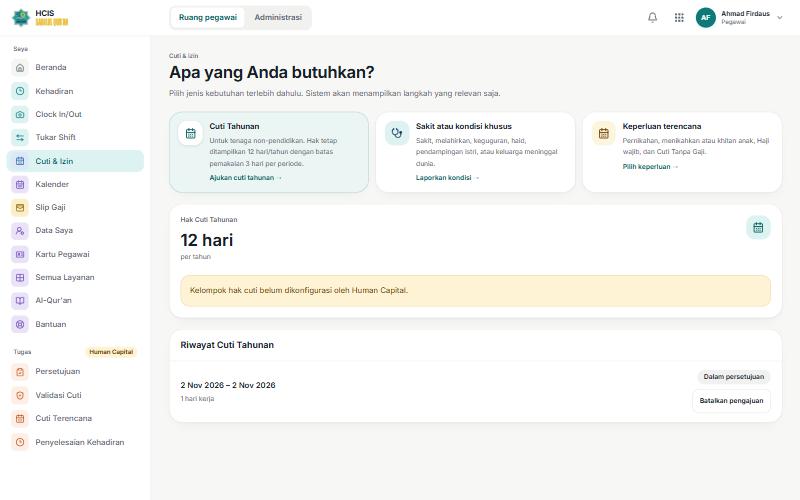 HCIS
Ruang pegawai
Administrasi
AF
Ahmad Firdaus
Pegawai
Saya
Beranda
Kehadiran
Clock In/Out
Tukar Shift
Cuti & Izin
Kalender
Slip Gaji
Data Saya
Kartu Pegawai
Semua Layanan
Al-Qur'an
Bantuan
Tugas
Human Capital
Persetujuan
Validasi Cuti
Cuti Terencana
Penyelesaian Kehadiran
Cuti & Izin
Apa yang Anda butuhkan?
Pilih jenis kebutuhan terlebih dahulu. Sistem akan menampilkan langkah yang relevan saja.
Cuti Tahunan
Untuk tenaga non-pendidikan. Hak tetap
ditampilkan 12 hari/tahun dengan batas
pemakaian 3 hari per periode.
Ajukan cuti tahunan →
Sakit atau kondisi khusus
Sakit, melahirkan, keguguran, haid,
pendampingan istri, atau keluarga meninggal
dunia.
Laporkan kondisi →
Keperluan terencana
Pernikahan, menikahkan atau khitan anak, Haji
wajib, dan Cuti Tanpa Gaji.
Pilih keperluan →
Hak Cuti Tahunan
12 hari
per tahun
Kelompok hak cuti belum dikonfigurasi oleh Human Capital.
Riwayat Cuti Tahunan
2 Nov 2026 – 2 Nov 2026
1 hari kerja
Dalam persetujuan
Batalkan pengajuan